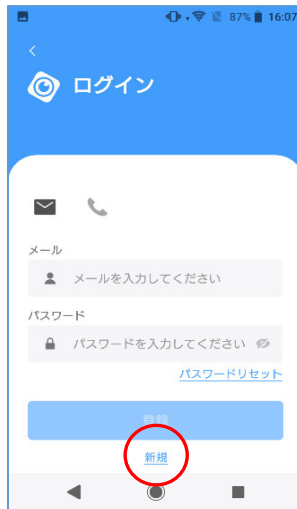 87% 16:07
ログイン
メール
メールを入力してください
パスワード
パスワードを入力してください
パスワードリセット
登録
新規